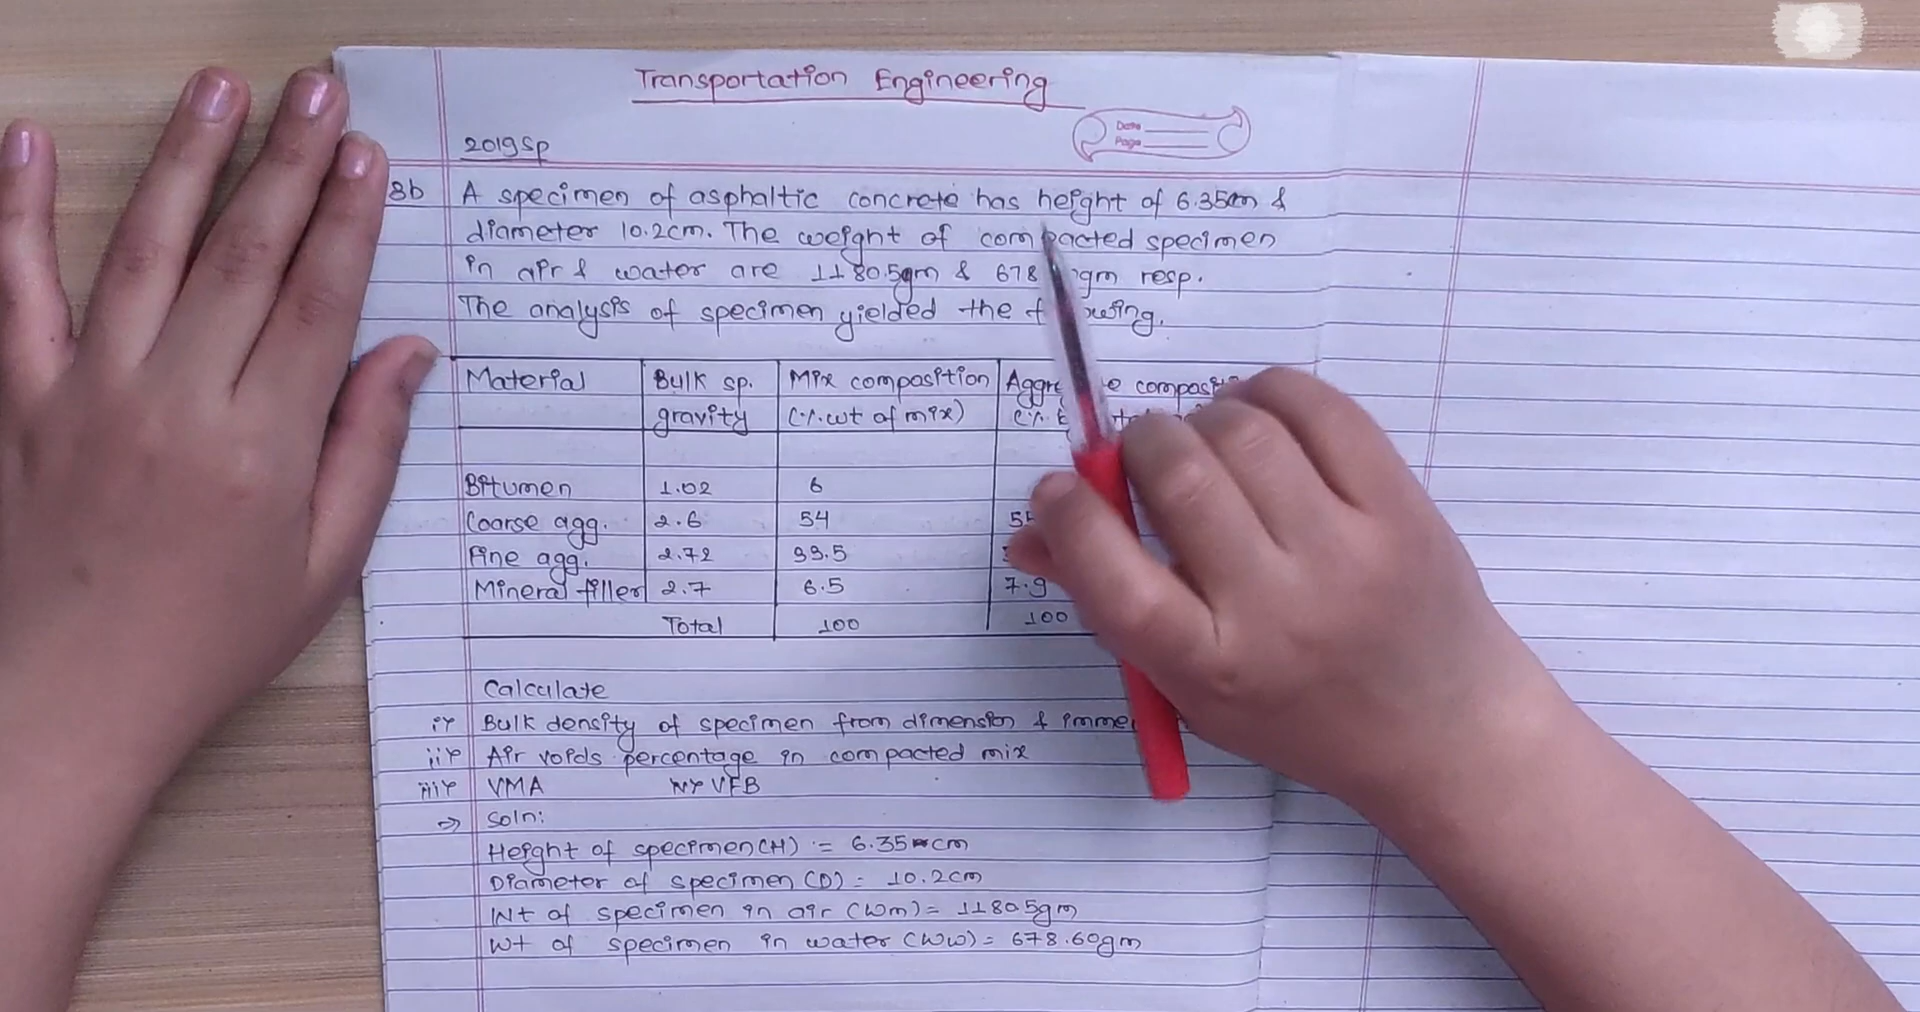 Transportation Engineering
Date
Page
2019 sp
8b A specimen of asphaltic concrete has height of 6.35cm &
diameter 10.2cm. The weight of compacted specimen
in air & water are 1180.5gm & 678 gm resp.
The analysis of specimen yielded the
Material Bulk sp. gravity Mix composition (%wt of mix)
Bitumen 1.02 6
Coarse agg. 2.6 54
Fine agg. 2.72 33.5
Mineral filler 2.7 6.5 7.9
Total 100 100
Calculate
i) Bulk density of specimen from dimension &
ii) Air voids percentage in compacted mix
iii) VMA iv) VFB
⇒ Soln:
Height of specimen(H) = 6.35 cm
Diameter of specimen (D) = 10.2cm
Wt of specimen in air (Wm) = 1180.5gm
Wt of specimen in water (Ww) = 678.60gm